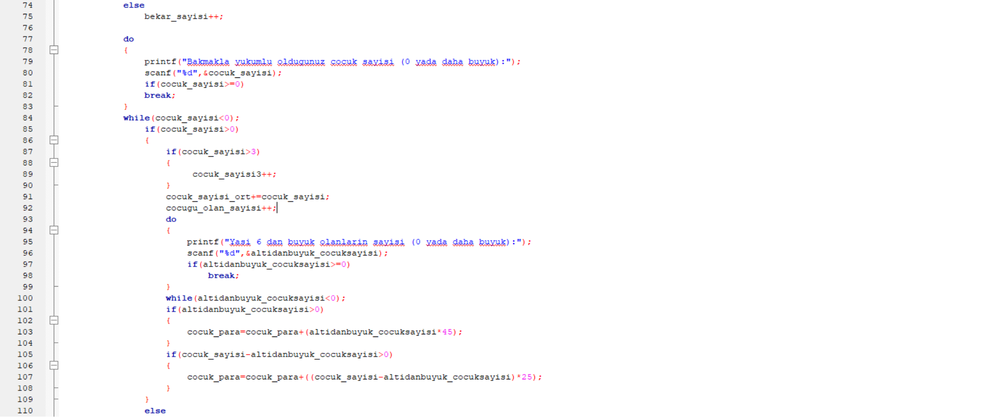 74 else
75 bekar_sayisi++;
76
77 do
78 {
79 printf("Bakmakla yukumlu oldugunuz cocuk sayisi (0 yada daha buyuk):");
80 scanf("%d",&cocuk_sayisi);
81 if(cocuk_sayisi>=0)
82 break;
83 }
84 while(cocuk_sayisi<0);
85 if(cocuk_sayisi>0)
86 {
87 if(cocuk_sayisi>3)
88 {
89 cocuk_sayisi3++;
90 }
91 cocuk_sayisi_ort+=cocuk_sayisi;
92 cocugu_olan_sayisi++;
93 do
94 {
95 printf("Yasi 6 dan buyuk olanlarin sayisi (0 yada daha buyuk):");
96 scanf("%d",&altidanbuyuk_cocuksayisi);
97 if(altidanbuyuk_cocuksayisi>=0)
98 break;
99 }
100 while(altidanbuyuk_cocuksayisi<0);
101 if(altidanbuyuk_cocuksayisi>0)
102 {
103 cocuk_para=cocuk_para+(altidanbuyuk_cocuksayisi*45);
104 }
105 if(cocuk_sayisi-altidanbuyuk_cocuksayisi>0)
106 {
107 cocuk_para=cocuk_para+((cocuk_sayisi-altidanbuyuk_cocuksayisi)*25);
108 }
109 }
110 else